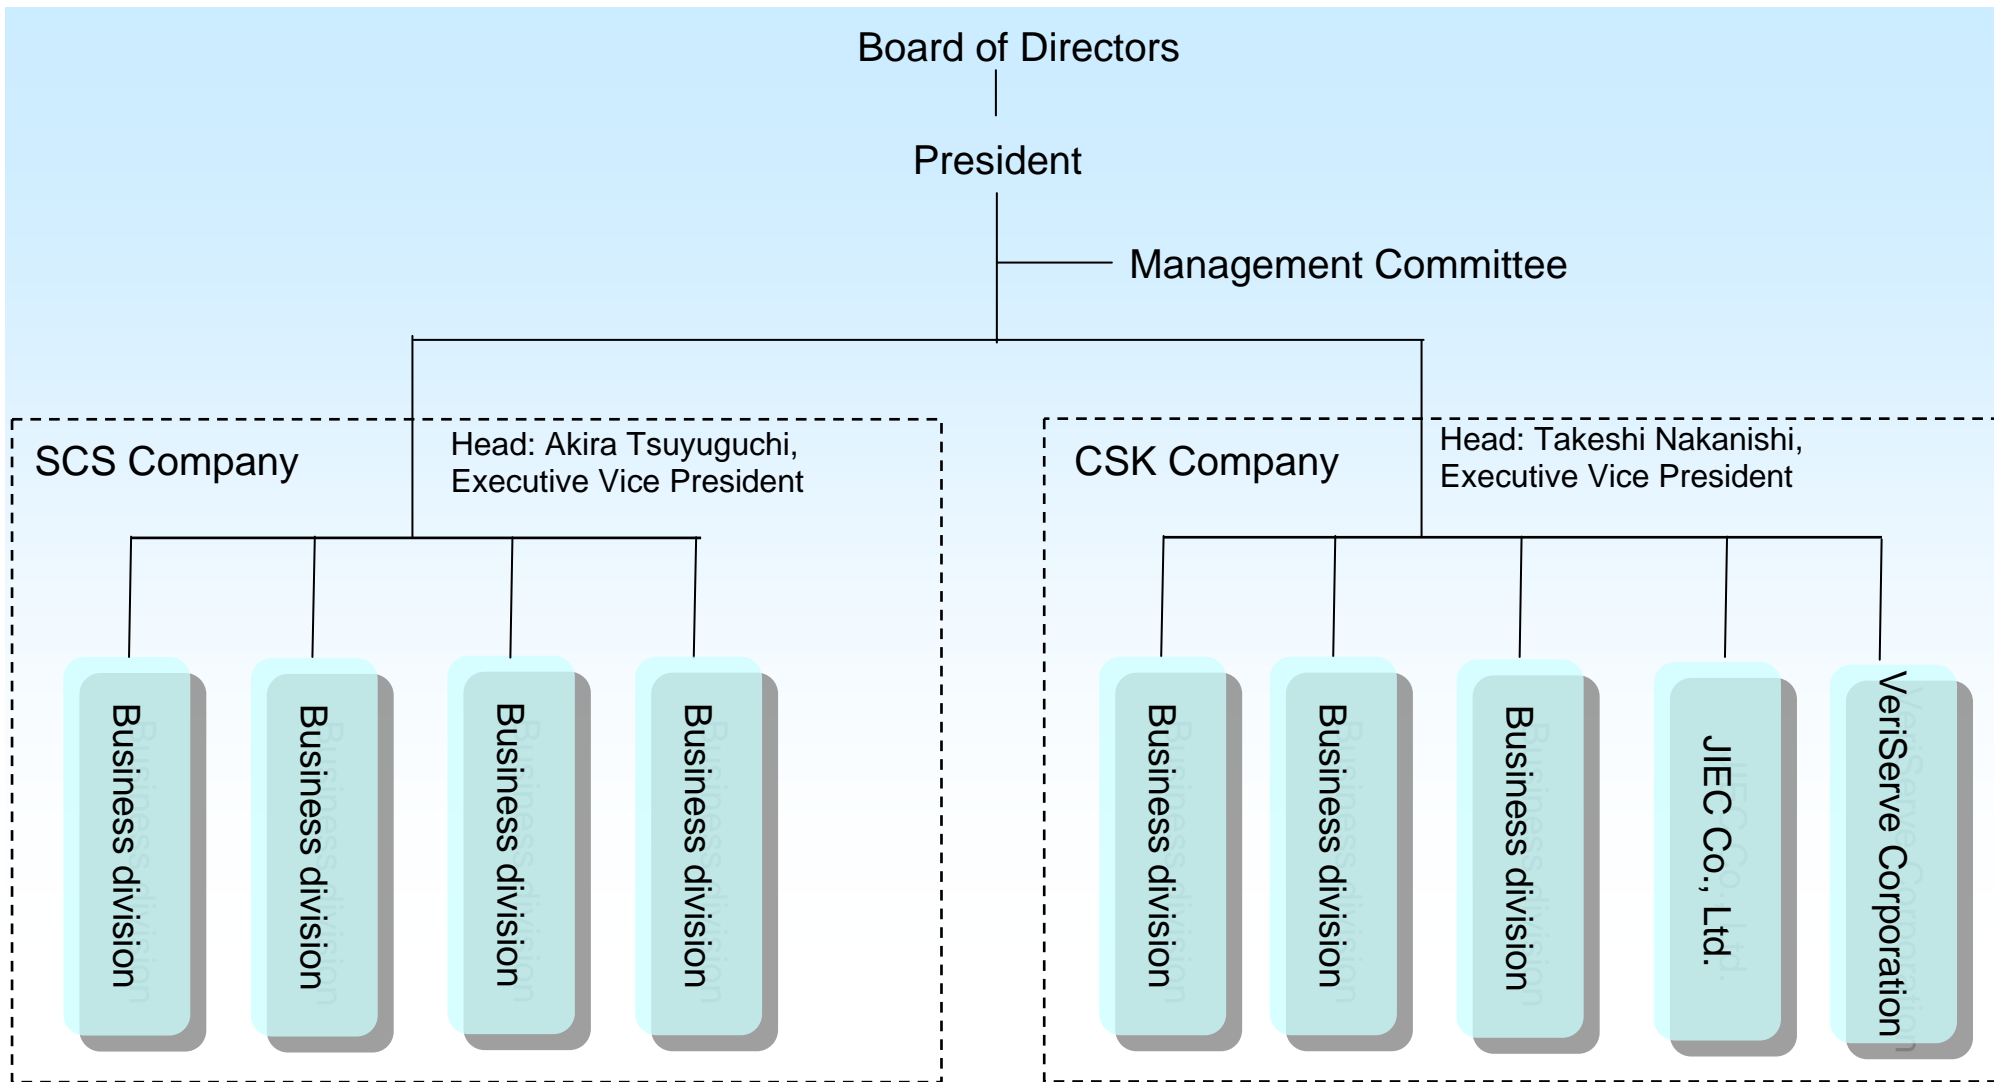 Board of Directors
President
Management Committee
SCS Company
Head: Akira Tsuyuguchi,
Executive Vice President
CSK Company
Head: Takeshi Nakanishi,
Executive Vice President
Business division
Business division
Business division
Business division
Business division
Business division
Business division
JIEC Co., Ltd.
VeriServe Corporation